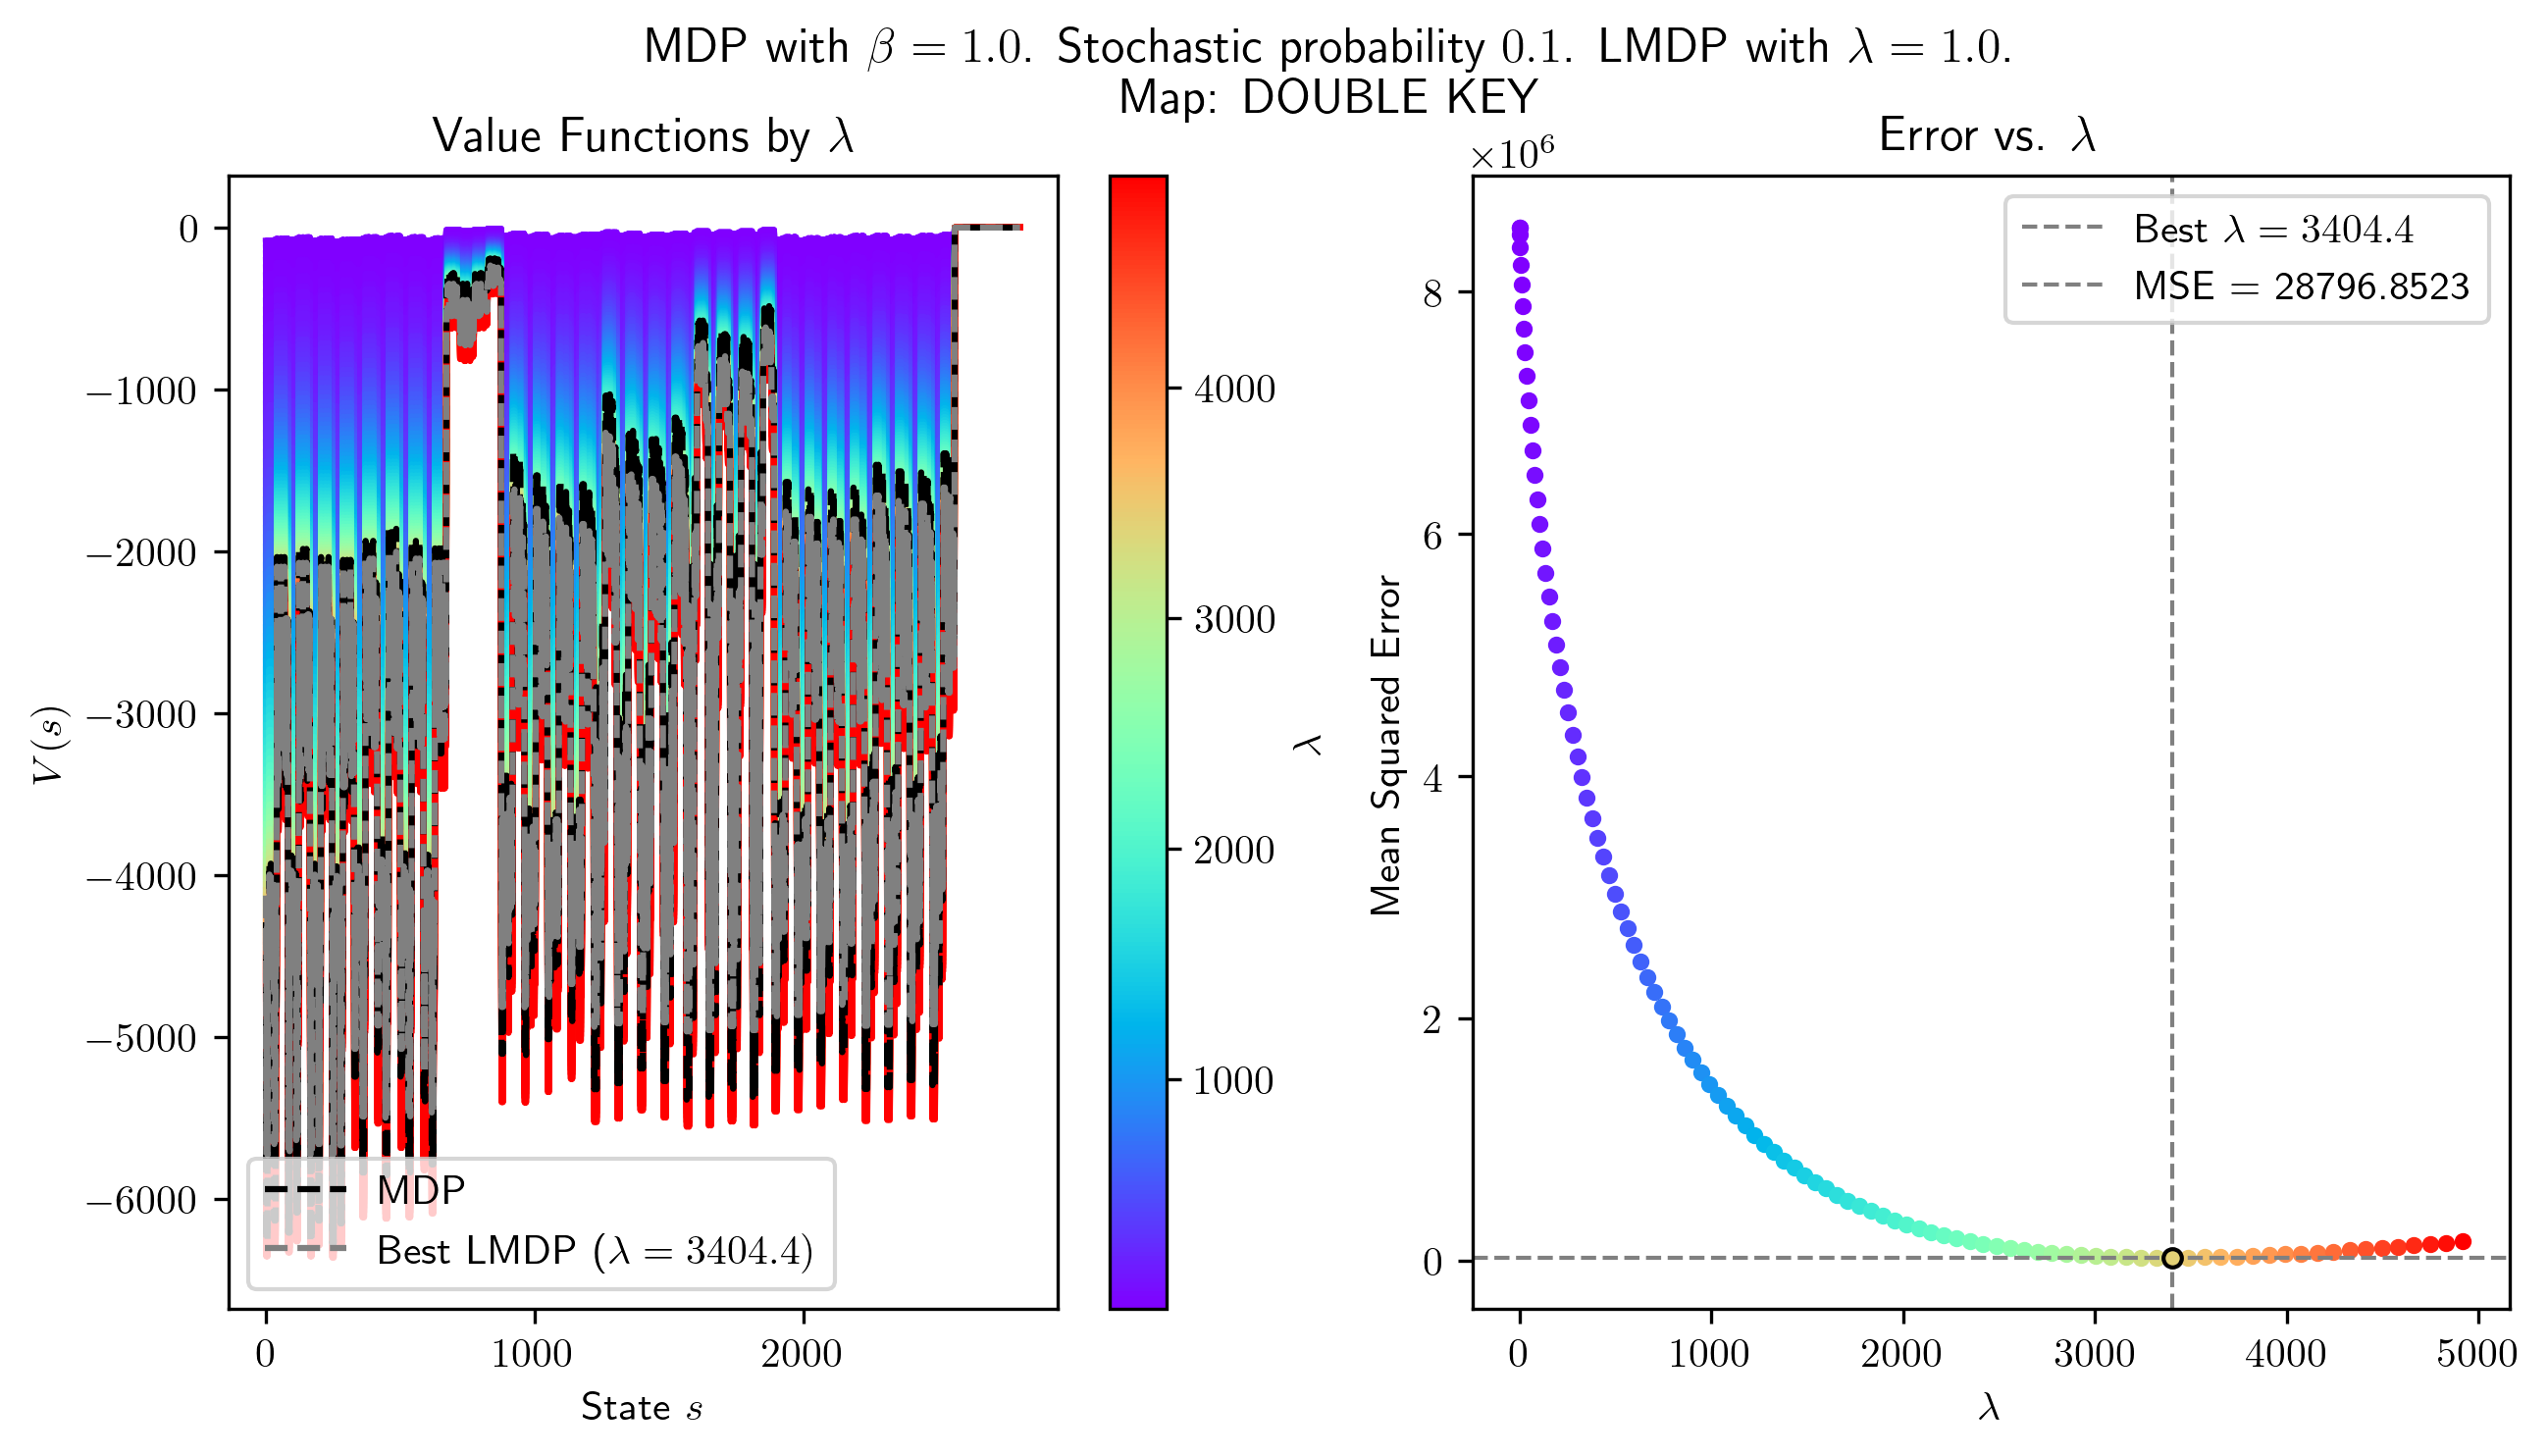 MDP with β = 1.0. Stochastic probability 0.1. LMDP with λ = 1.0.
Map: DOUBLE KEY
Value Functions by λ
0
−1000
−2000
−3000
−4000
−5000
−6000
V(s)
MDP
Best LMDP (λ = 3404.4)
0
1000
2000
State s
4000
3000
2000
1000
λ
Error vs. λ
×10⁶
Best λ = 3404.4
MSE = 28796.8523
8
6
4
2
0
Mean Squared Error
0
1000
2000
3000
4000
5000
λ